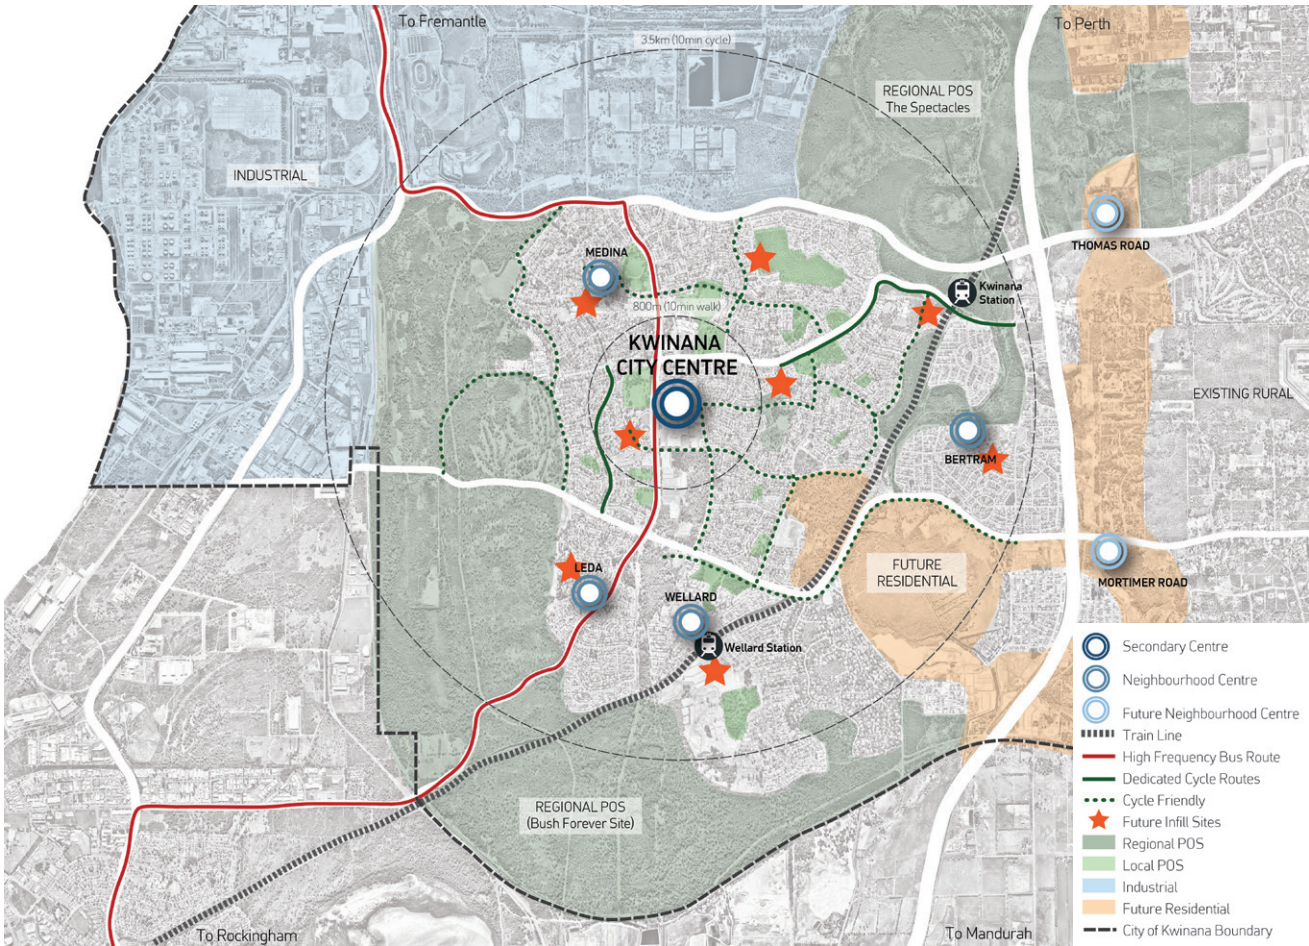 To Fremantle
To Perth
3.5km (10min cycle)
REGIONAL POS
The Spectacles
INDUSTRIAL
THOMAS ROAD
MEDINA
Kwinana
Station
800m (10min walk)
KWINANA
CITY CENTRE
EXISTING RURAL
BERTRAM
FUTURE
RESIDENTIAL
LEDA
MORTIMER ROAD
WELLARD
Wellard Station
REGIONAL POS
(Bush Forever Site)
To Rockingham
To Mandurah
Secondary Centre
Neighbourhood Centre
Future Neighbourhood Centre
Train Line
High Frequency Bus Route
Dedicated Cycle Routes
Cycle Friendly
Future Infill Sites
Regional POS
Local POS
Industrial
Future Residential
City of Kwinana Boundary